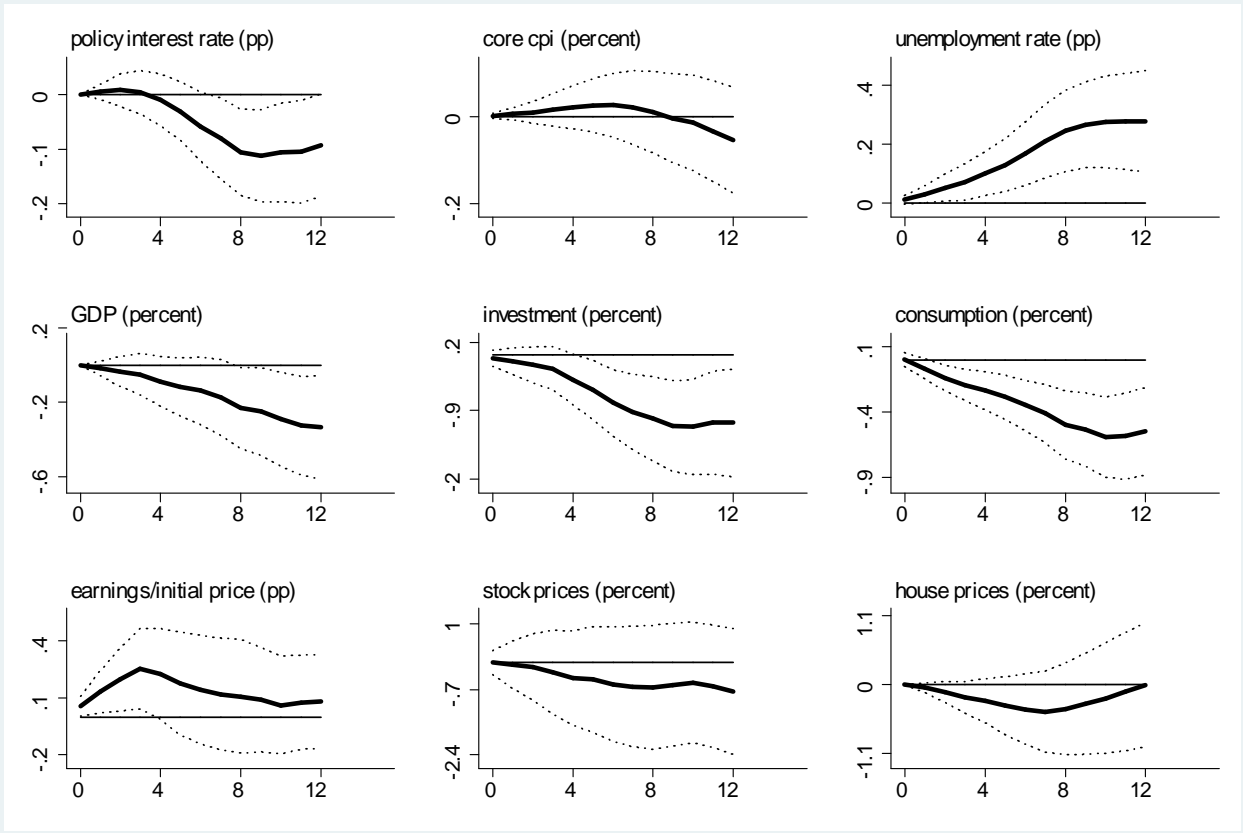 policy interest rate (pp)
0
-.1
-.2
0 4 8 12
core cpi (percent)
0
-.2
0 4 8 12
unemployment rate (pp)
.4
.2
0
0 4 8 12
GDP (percent)
.2
-.2
-.6
0 4 8 12
investment (percent)
.2
-.9
-2
0 4 8 12
consumption (percent)
.1
-.4
-.9
0 4 8 12
earnings/initial price (pp)
.4
.1
-.2
0 4 8 12
stock prices (percent)
1
-.7
-2.4
0 4 8 12
house prices (percent)
1.1
0
-1.1
0 4 8 12